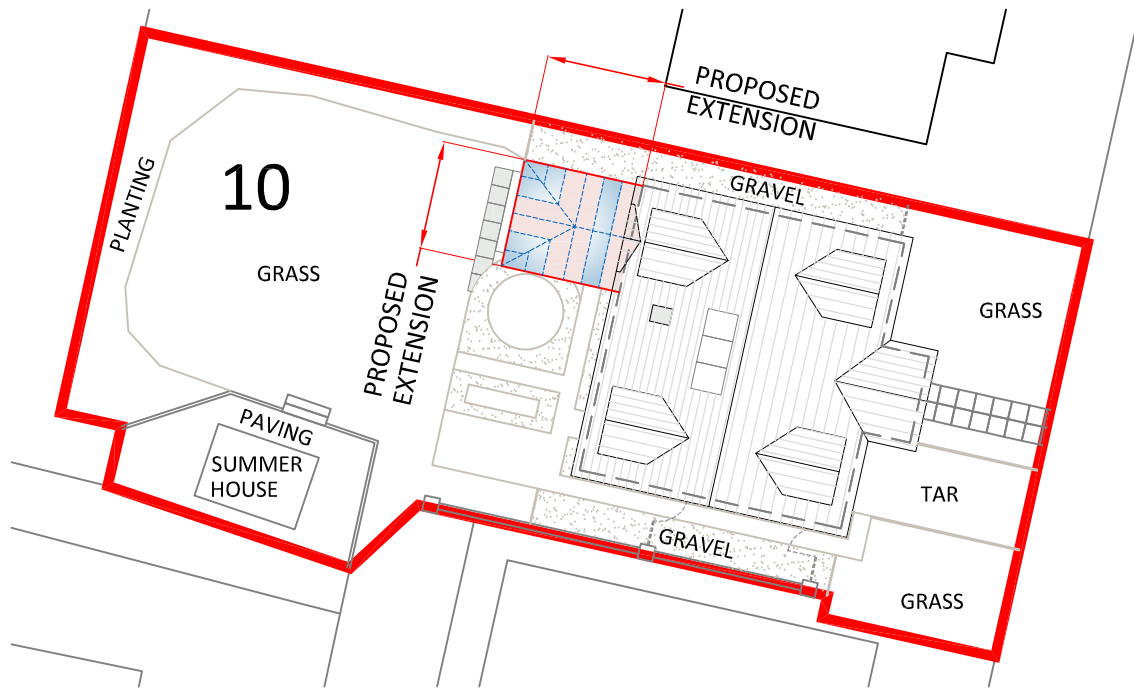 PROPOSED
EXTENSION
PLANTING
10
GRAVEL
GRASS
GRASS
PROPOSED
EXTENSION
PAVING
SUMMER
HOUSE
TAR
GRAVEL
GRASS